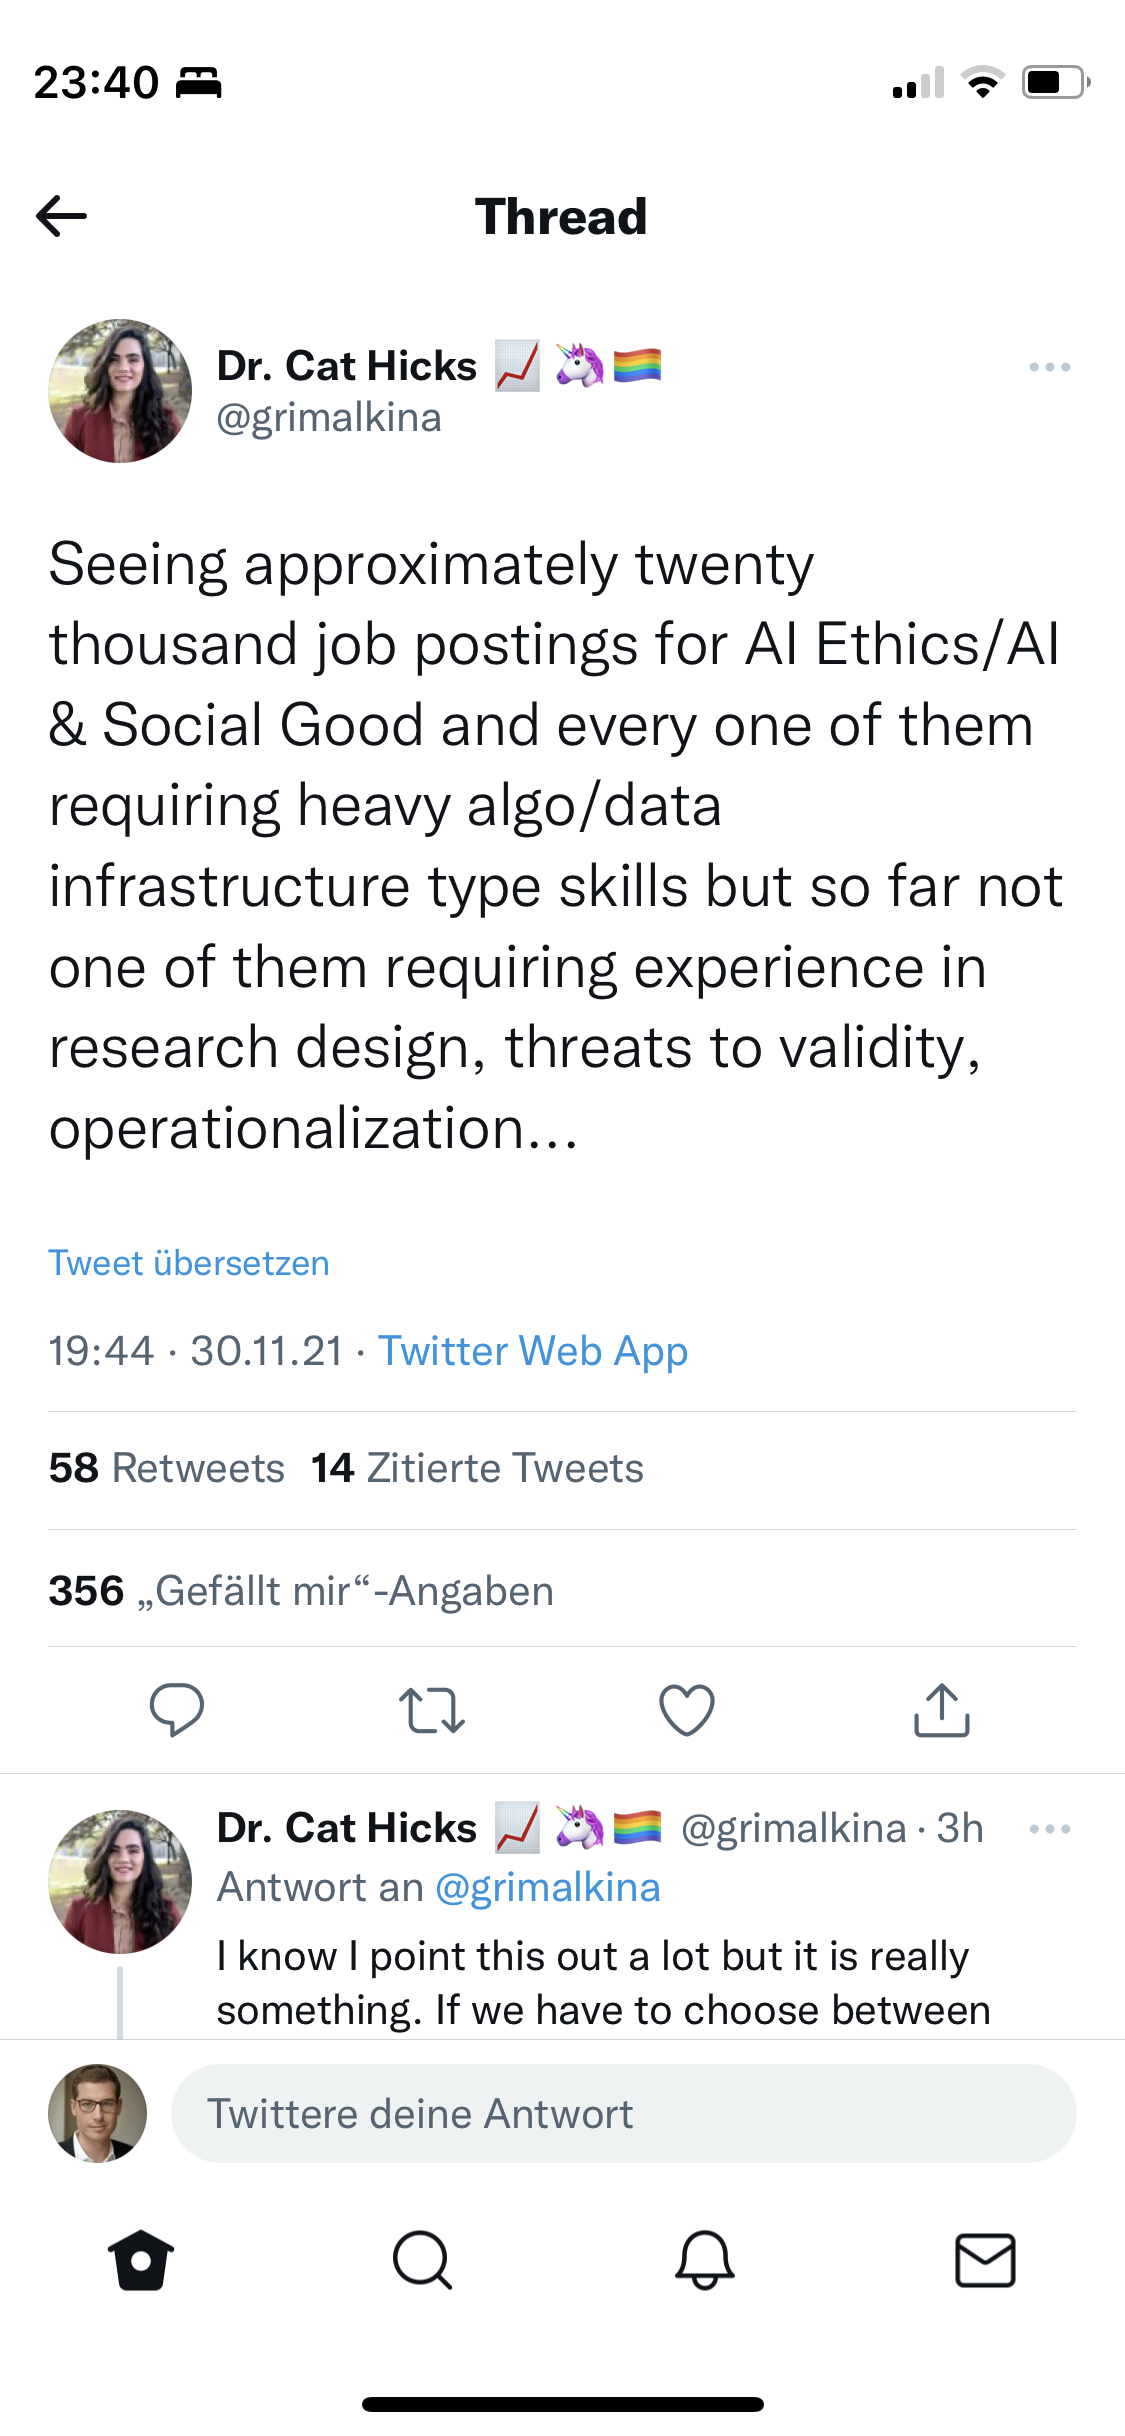 23:40
Thread
Dr. Cat Hicks 📈 🦄 🏳️‍🌈
@grimalkina
Seeing approximately twenty
thousand job postings for AI Ethics/AI
& Social Good and every one of them
requiring heavy algo/data
infrastructure type skills but so far not
one of them requiring experience in
research design, threats to validity,
operationalization...
Tweet übersetzen
19:44 · 30.11.21 · Twitter Web App
58 Retweets 14 Zitierte Tweets
356 „Gefällt mir“-Angaben
Dr. Cat Hicks 📈 🦄 🏳️‍🌈 @grimalkina · 3h
Antwort an @grimalkina
I know I point this out a lot but it is really
something. If we have to choose between
Twittere deine Antwort